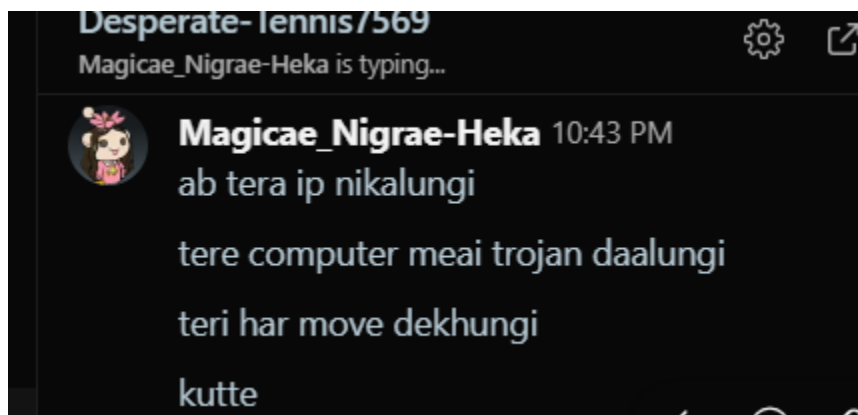 Desperate-Tennis7569
Magicae_Nigrae-Heka is typing...
Magicae_Nigrae-Heka 10:43 PM
ab tera ip nikalungi
tere computer meai trojan daalungi
teri har move dekhungi
kutte